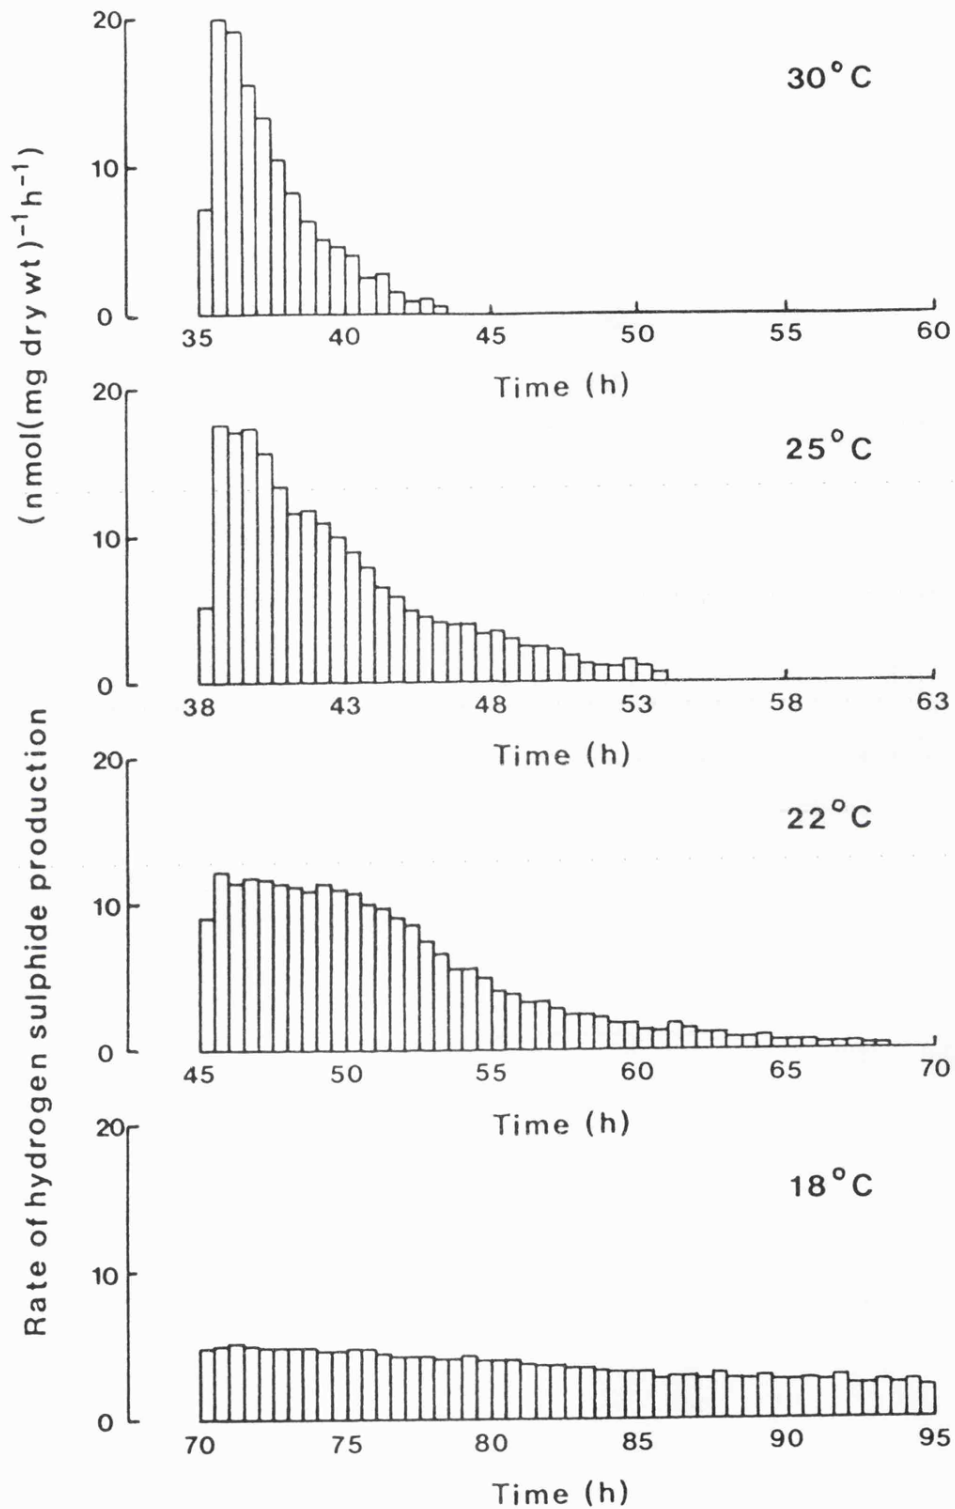 Rate of hydrogen sulphide production
(nmol(mg dry wt)⁻¹h⁻¹)
20
10
0
30°C
35 40 45 50 55 60
Time (h)
20
10
0
25°C
38 43 48 53 58 63
Time (h)
20
10
0
22°C
45 50 55 60 65 70
Time (h)
20
10
0
18°C
70 75 80 85 90 95
Time (h)